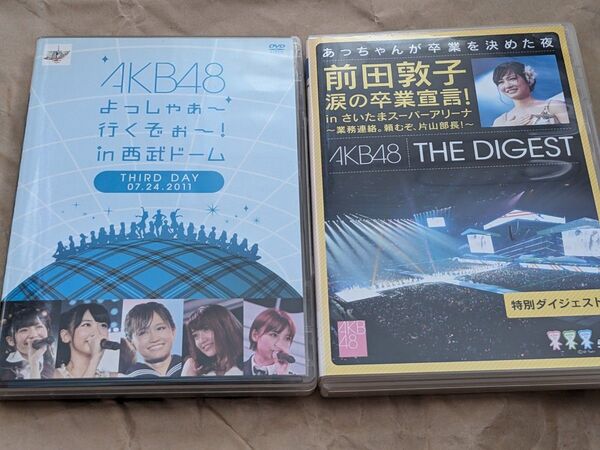 DVD
AKB48
よっしゃぁ～
行くぞぉ～！
in 西武ドーム
THIRD DAY
07.24.2011
あっちゃんが卒業を決めた夜
前田敦子
涙の卒業宣言！
in さいたまスーパーアリーナ
～業務連絡。頼むぞ、片山部長！～
AKB48 THE DIGEST
特別ダイジェスト
AKB
48